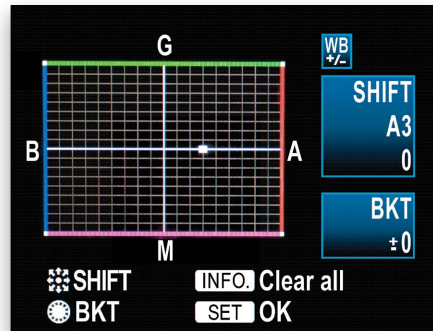 G
WB
+/-
SHIFT
A3
0
B
A
BKT
±0
M
SHIFT
INFO. Clear all
BKT
SET OK